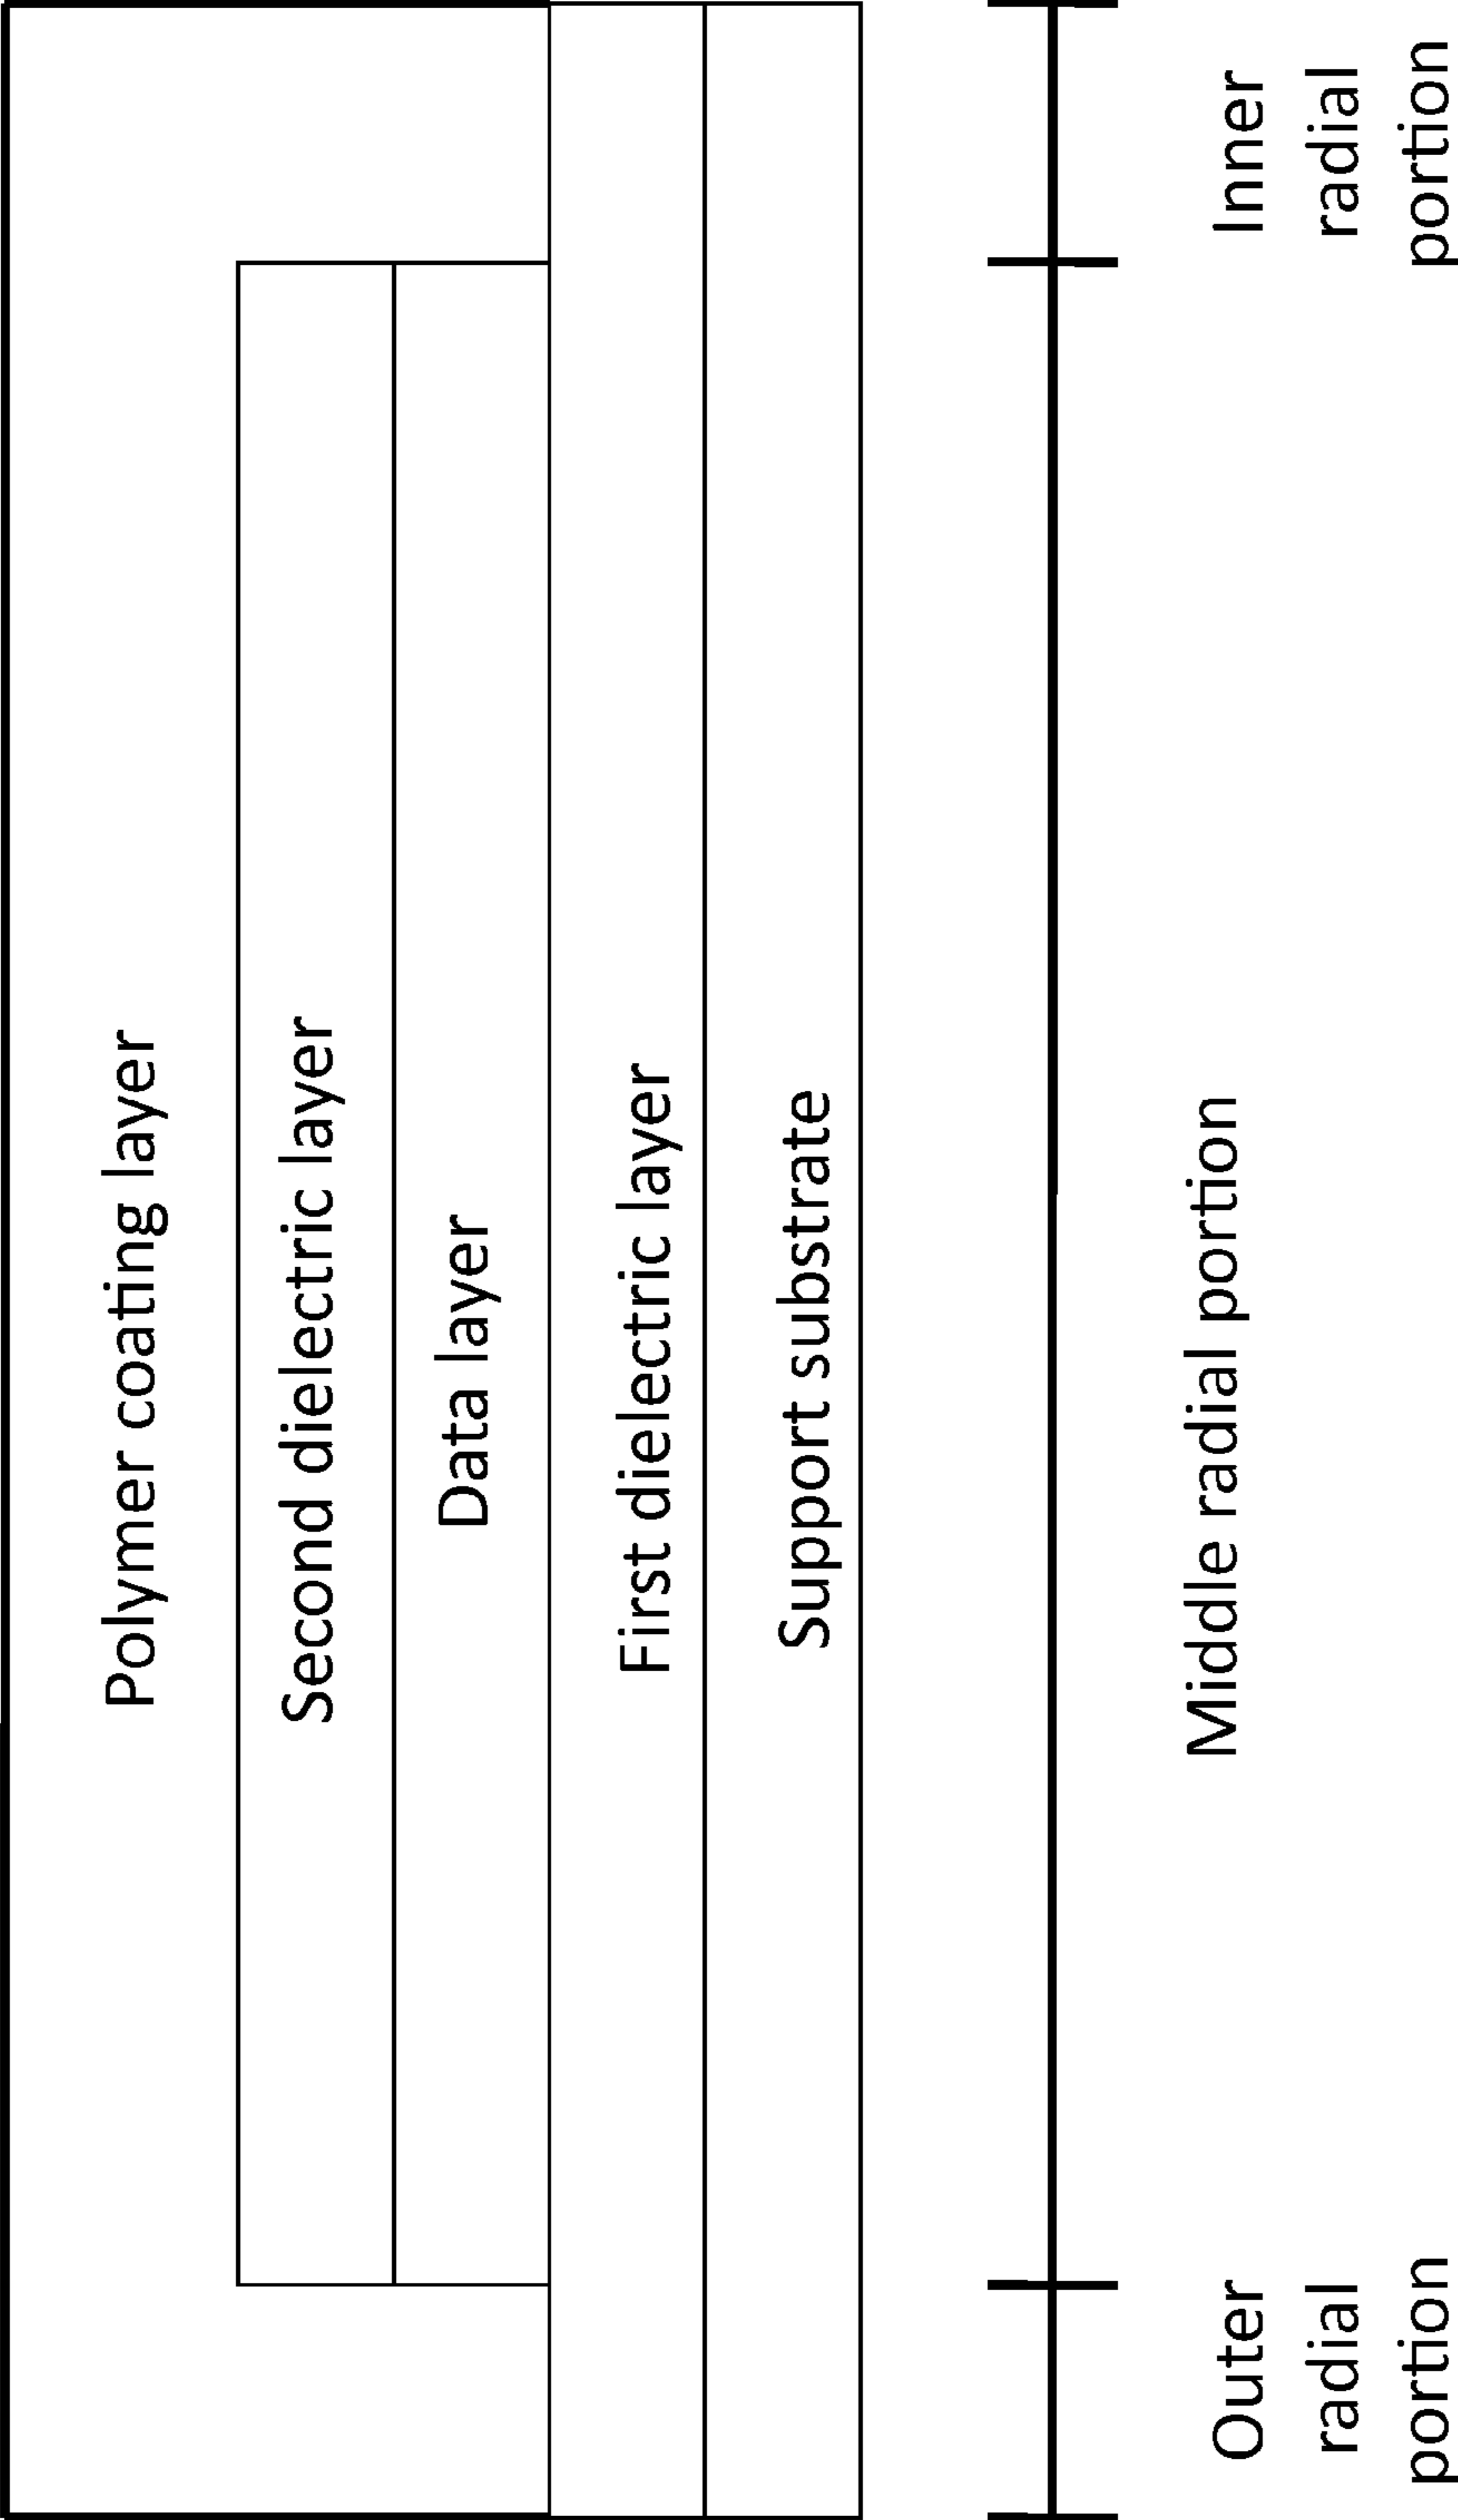 Polymer coating layer
Second dielectric layer
Data layer
First dielectric layer
Support substrate
Outer
radial
portion
Middle radial portion
Inner
radial
portion